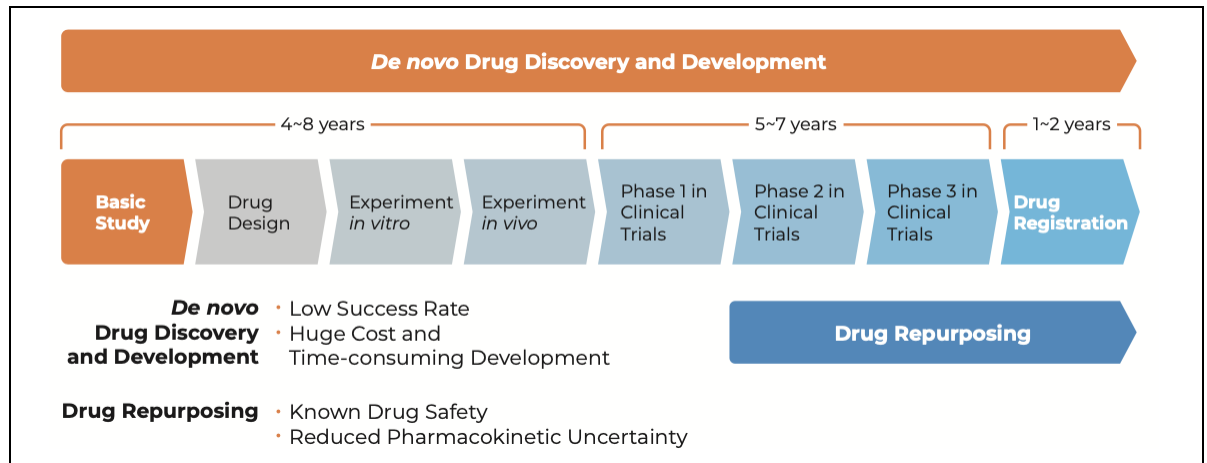 De novo Drug Discovery and Development
4~8 years
5~7 years
1~2 years
Basic
Study
Drug
Design
Experiment
in vitro
Experiment
in vivo
Phase 1 in
Clinical
Trials
Phase 2 in
Clinical
Trials
Phase 3 in
Clinical
Trials
Drug
Registration
De novo
Drug Discovery
and Development
· Low Success Rate
· Huge Cost and
Time-consuming Development
Drug Repurposing
Drug Repurposing
· Known Drug Safety
· Reduced Pharmacokinetic Uncertainty